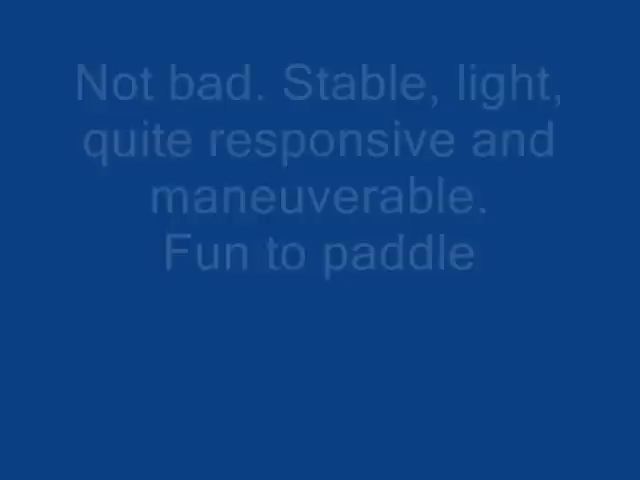 Not bad. Stable, light,
quite responsive and
maneuverable.
Fun to paddle